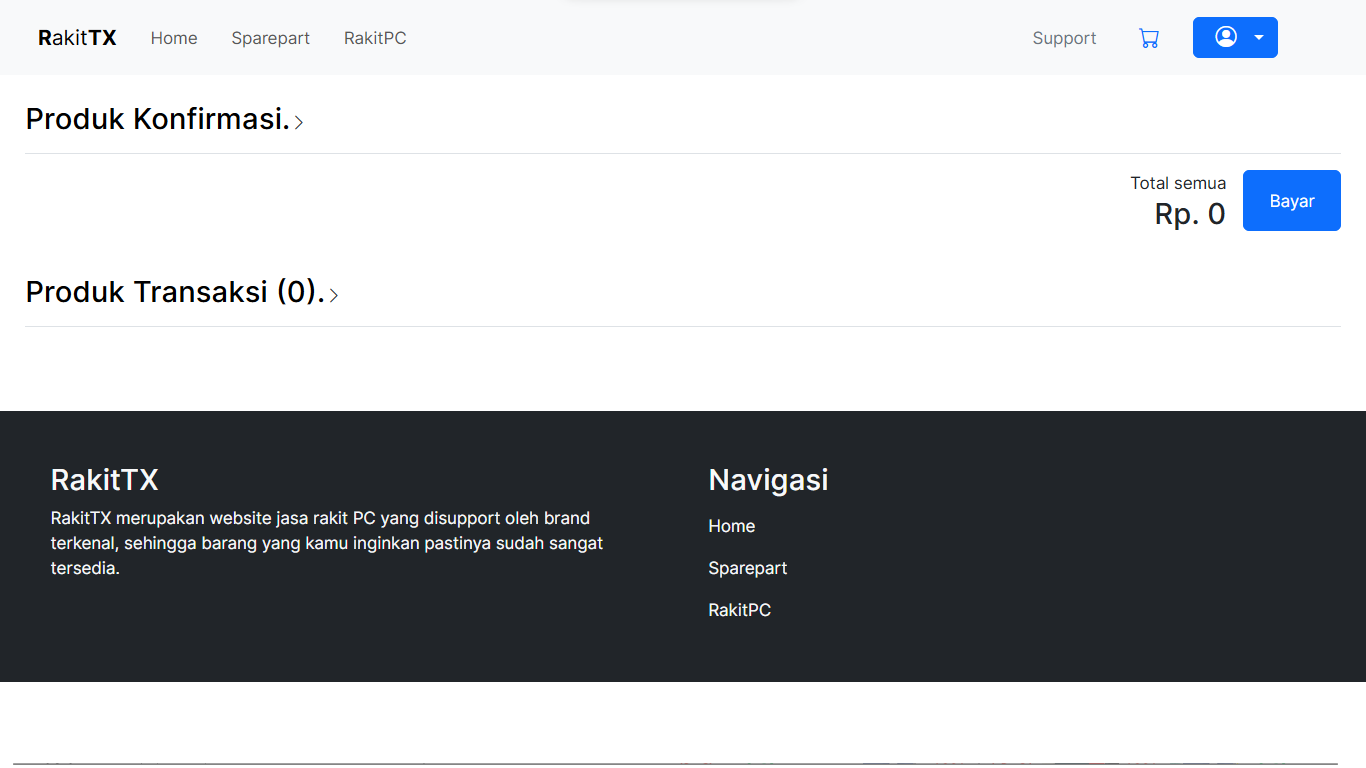 RakitTX Home Sparepart RakitPC Support
Produk Konfirmasi.
Total semua
Rp. 0
Bayar
Produk Transaksi (0).
RakitTX
RakitTX merupakan website jasa rakit PC yang disupport oleh brand
terkenal, sehingga barang yang kamu inginkan pastinya sudah sangat
tersedia.
Navigasi
Home
Sparepart
RakitPC